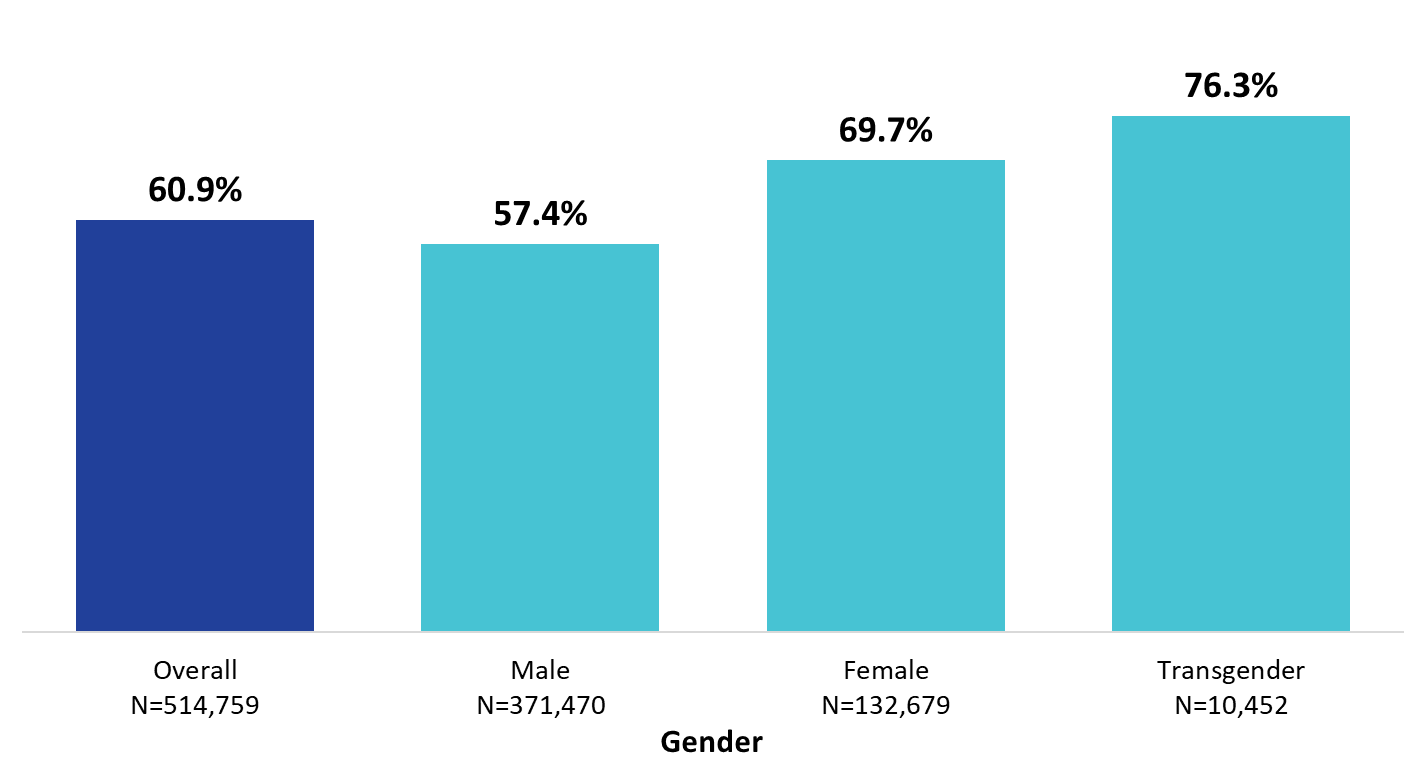 60.9%
57.4%
69.7%
76.3%
Overall
N=514,759
Male
N=371,470
Female
N=132,679
Transgender
N=10,452
Gender